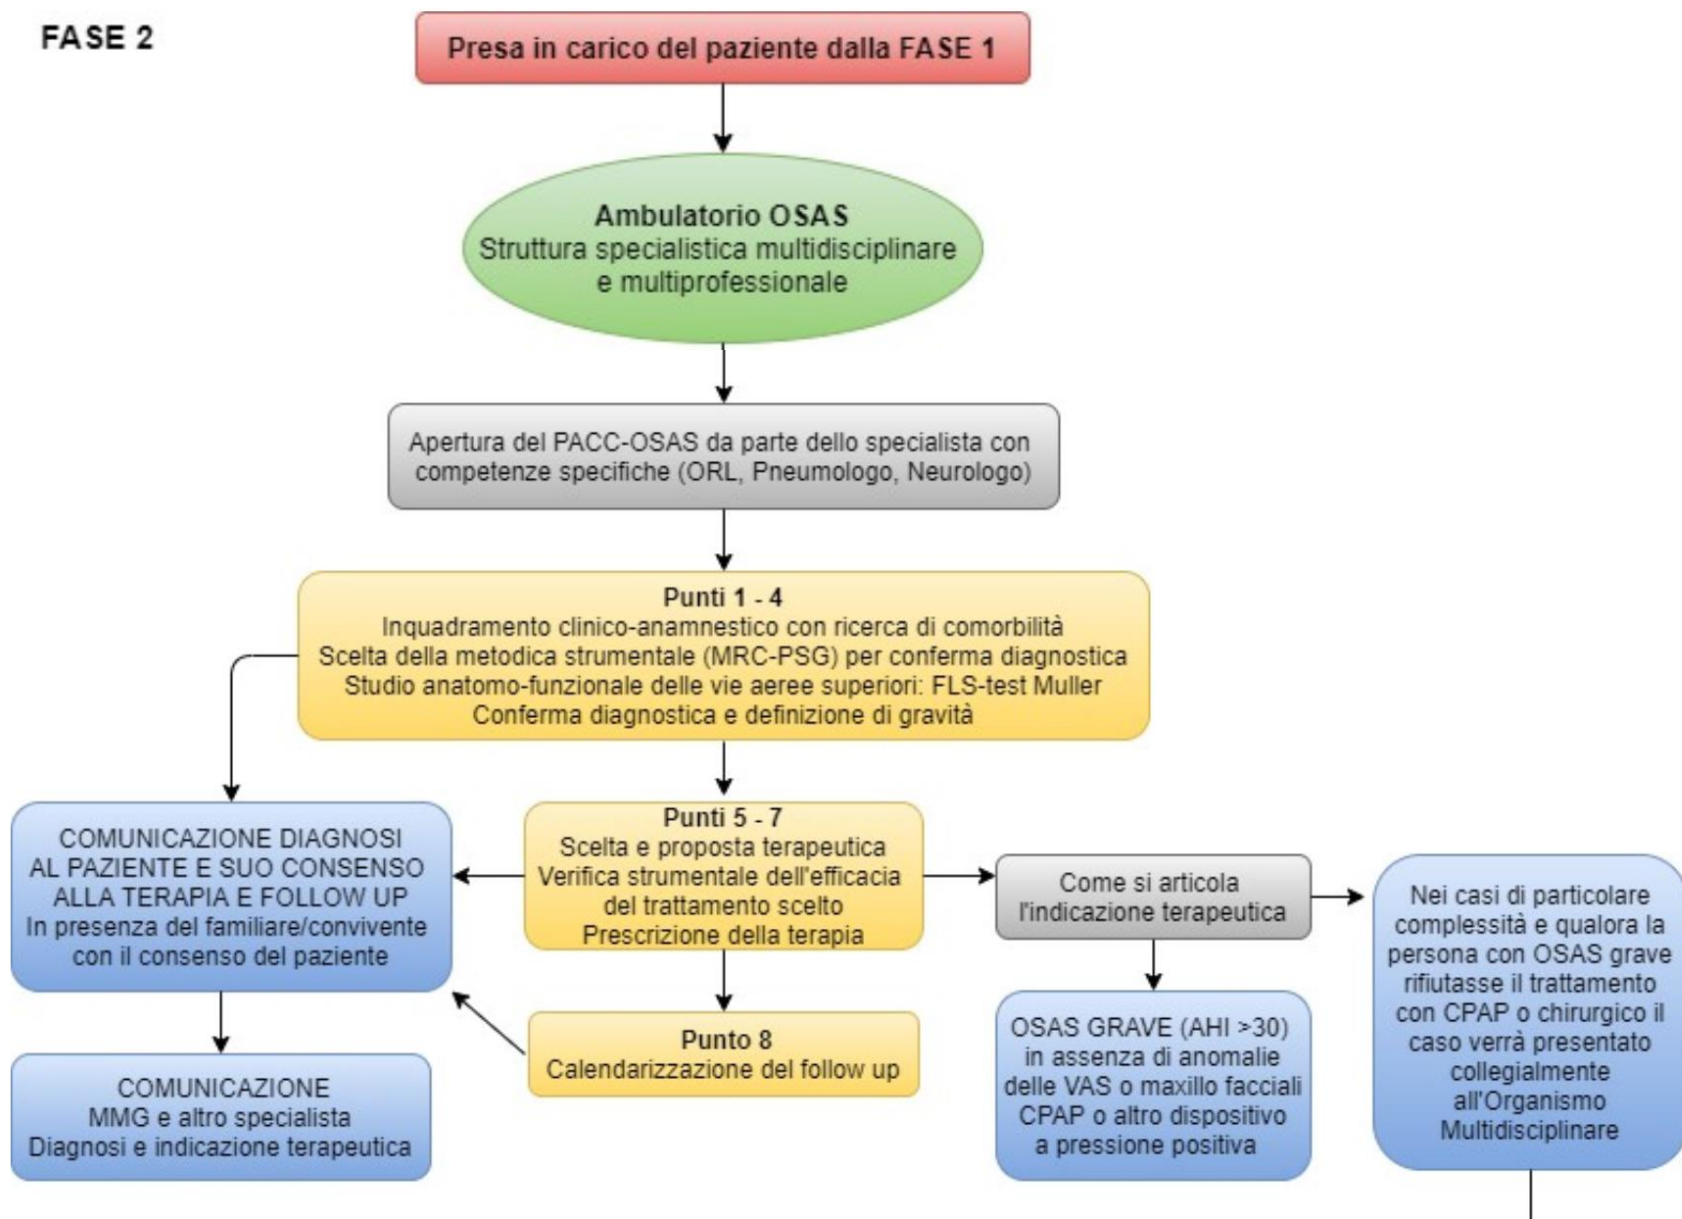 FASE 2
Presa in carico del paziente dalla FASE 1
Ambulatorio OSAS
Struttura specialistica multidisciplinare
e multiprofessionale
Apertura del PACC-OSAS da parte dello specialista con
competenze specifiche (ORL, Pneumologo, Neurologo)
Punti 1 - 4
Inquadramento clinico-anamnestico con ricerca di comorbilità
Scelta della metodica strumentale (MRC-PSG) per conferma diagnostica
Studio anatomo-funzionale delle vie aeree superiori: FLS-test Muller
Conferma diagnostica e definizione di gravità
COMUNICAZIONE DIAGNOSI
AL PAZIENTE E SUO CONSENSO
ALLA TERAPIA E FOLLOW UP
In presenza del familiare/convivente
con il consenso del paziente
Punti 5 - 7
Scelta e proposta terapeutica
Verifica strumentale dell'efficacia
del trattamento scelto
Prescrizione della terapia
Come si articola
l'indicazione terapeutica
Nei casi di particolare
complessità e qualora la
persona con OSAS grave
rifiutasse il trattamento
con CPAP o chirurgico il
caso verrà presentato
collegialmente
all'Organismo
Multidisciplinare
COMUNICAZIONE
MMG e altro specialista
Diagnosi e indicazione terapeutica
Punto 8
Calendarizzazione del follow up
OSAS GRAVE (AHI >30)
in assenza di anomalie
delle VAS o maxillo facciali
CPAP o altro dispositivo
a pressione positiva